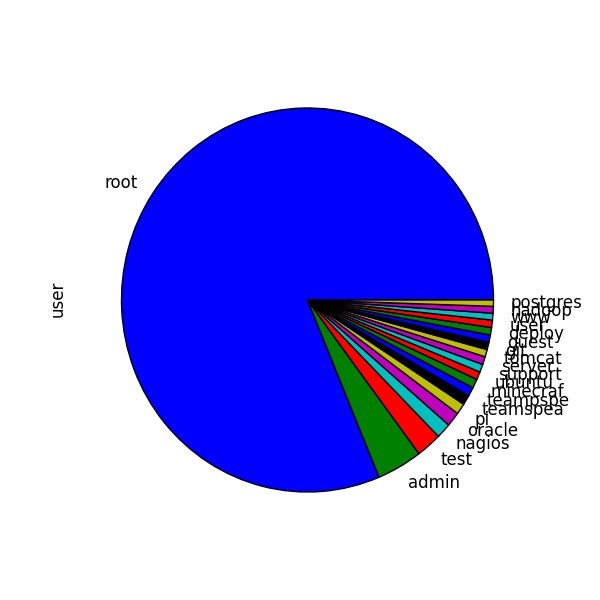 root
user
postgres
hadoop
www
user
deploy
guest
git
tomcat
server
support
ubuntu
minecraf
teamspe
teamspea
pi
oracle
nagios
test
admin